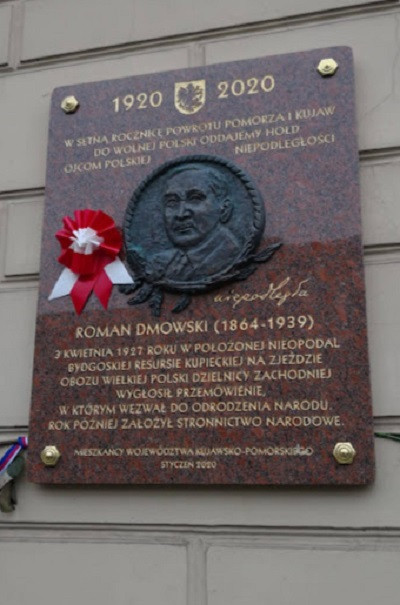 1920 2020
W SETNĄ ROCZNICĘ POWROTU POMORZA I KUJAW
DO WOLNEJ POLSKI ODDAJEMY HOŁD
OJCOM POLSKIEJ NIEPODLEGŁOŚCI
niepodległa
ROMAN DMOWSKI (1864-1939)
3 KWIETNIA 1927 ROKU W POŁOŻONEJ NIEOPODAL
BYDGOSKIEJ RESURSIE KUPIECKIEJ NA ZJEŹDZIE
OBOZU WIELKIEJ POLSKI DZIELNICY ZACHODNIEJ
WYGŁOSIŁ PRZEMÓWIENIE,
W KTÓRYM WEZWAŁ DO ODRODZENIA NARODU.
ROK PÓŹNIEJ ZAŁOŻYŁ STRONNICTWO NARODOWE.
MIESZKAŃCY WOJEWÓDZTWA KUJAWSKO-POMORSKIEGO
STYCZEŃ 2020